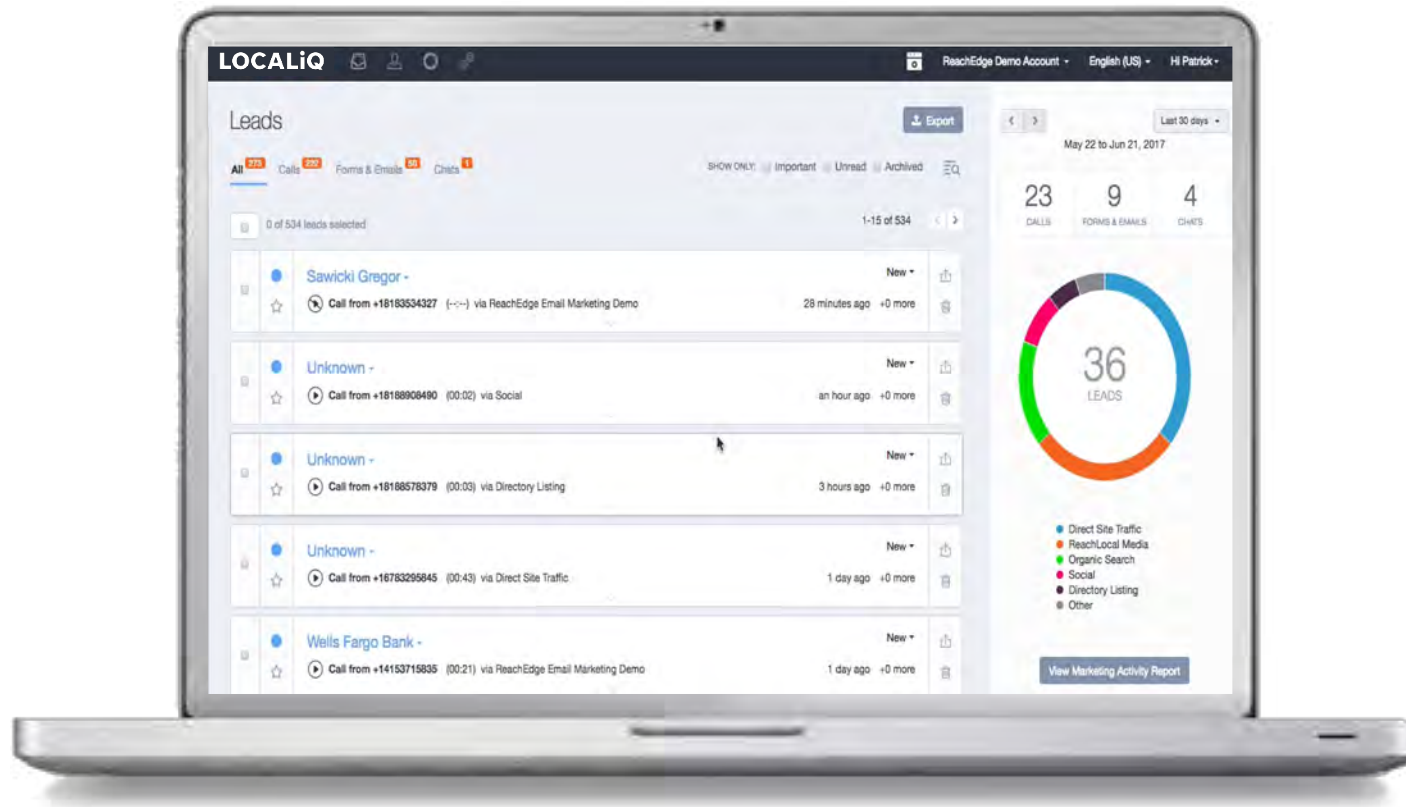 LOCALiQ
ReachEdge Demo Account
English (US)
Hi Patrick
Leads
Export
All 273
Calls 222
Forms & Emails 50
Chats 1
SHOW ONLY: Important Unread Archived
0 of 534 leads selected
1-15 of 534
Sawicki Gregor
New
Call from +18183534327 (--:--) via ReachEdge Email Marketing Demo
28 minutes ago +0 more
Unknown
New
Call from +18188908490 (00:02) via Social
an hour ago +0 more
Unknown
New
Call from +18188578379 (00:03) via Directory Listing
3 hours ago +0 more
Unknown
New
Call from +16783295845 (00:43) via Direct Site Traffic
1 day ago +0 more
Wells Fargo Bank
New
Call from +14153715835 (00:21) via ReachEdge Email Marketing Demo
1 day ago +0 more
Last 30 days
May 22 to Jun 21, 2017
23
CALLS
9
FORMS & EMAILS
4
CHATS
36
LEADS
Direct Site Traffic
ReachLocal Media
Organic Search
Social
Directory Listing
Other
View Marketing Activity Report